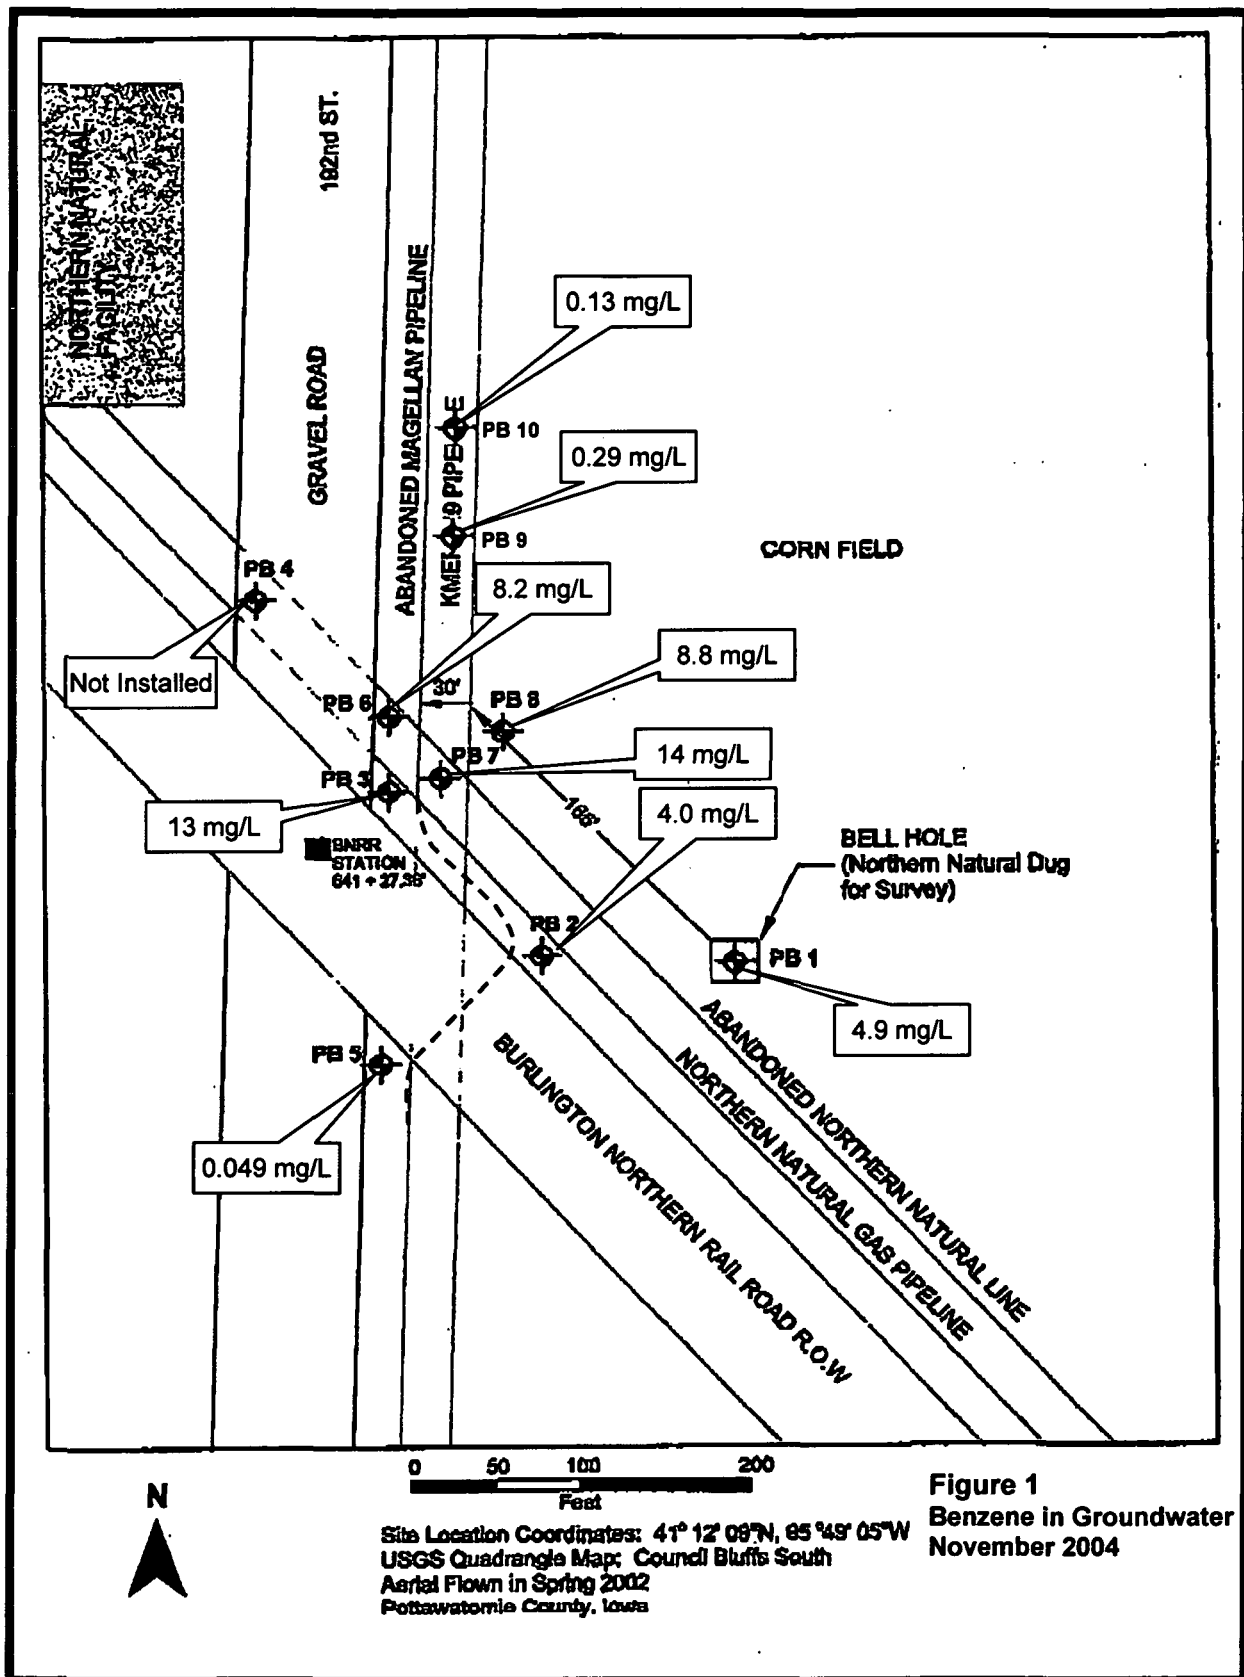 NORTHERN NATURAL
FACILITY
192nd ST.
GRAVEL ROAD
ABANDONED MAGELLAN PIPELINE
0.13 mg/L
PB 10
0.29 mg/L
PB 9
CORN FIELD
PB 4
8.2 mg/L
Not Installed
8.8 mg/L
30'
PB 8
PB 6
14 mg/L
PB 7
PB 3
13 mg/L
4.0 mg/L
BNRR
STATION
BELL HOLE
(Northern Natural Dug
for Survey)
PB 2
PB 1
4.9 mg/L
PB 5
0.049 mg/L
ABANDONED NORTHERN NATURAL LINE
NORTHERN NATURAL GAS PIPELINE
BURLINGTON NORTHERN RAIL ROAD R.O.W
0 50 100 200
Feet
N
Figure 1
Benzene in Groundwater
November 2004
Site Location Coordinates: 41° 12' 09"N, 95 °49' 05"W
USGS Quadrangle Map: Council Bluffs South
Aerial Flown in Spring 2002
Pottawatomie County, Iowa